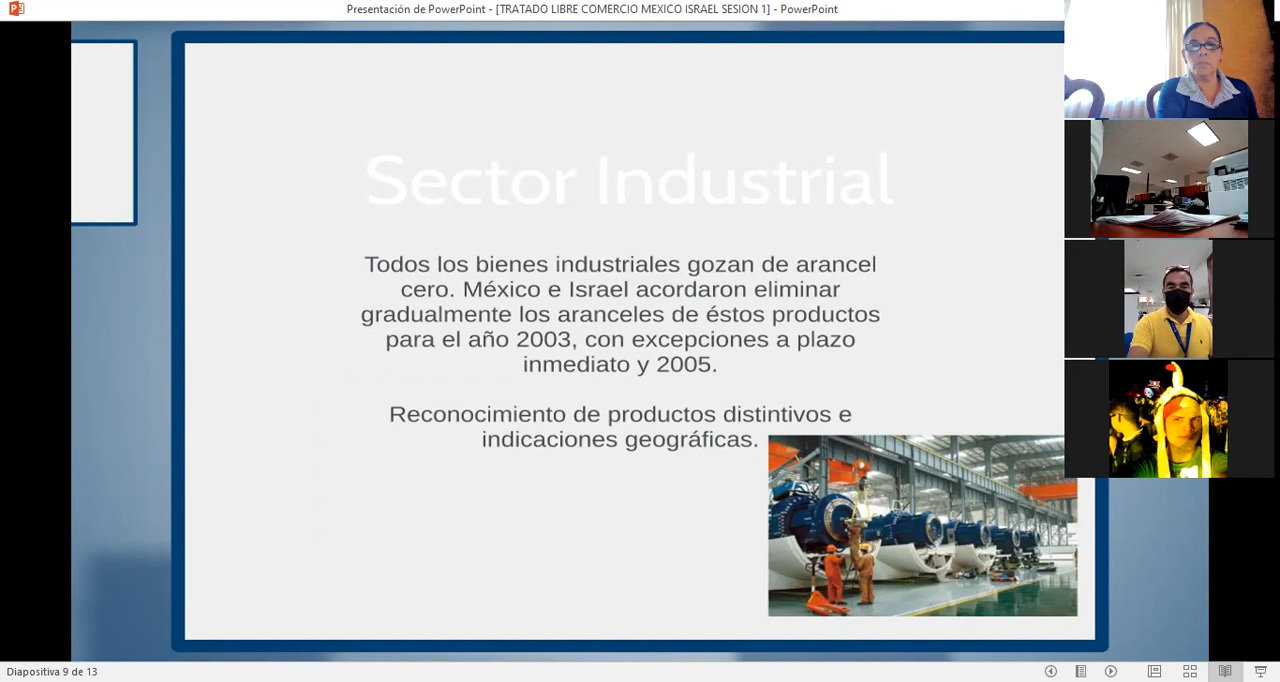 Presentación de PowerPoint - [TRATADO LIBRE COMERCIO MEXICO ISRAEL SESION 1] - PowerPoint
Sector Industrial
Todos los bienes industriales gozan de arancel
cero. México e Israel acordaron eliminar
gradualmente los aranceles de éstos productos
para el año 2003, con excepciones a plazo
inmediato y 2005.
Reconocimiento de productos distintivos e
indicaciones geográficas.
Diapositiva 9 de 13